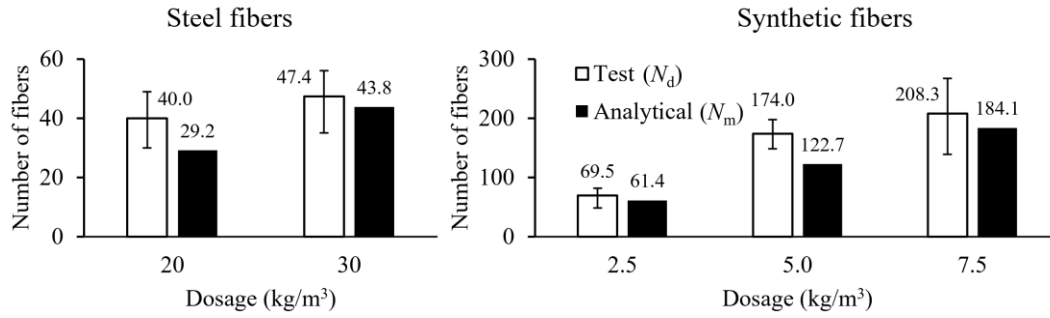 Steel fibers
Number of fibers
60
40
20
0
40.0
29.2
47.4
43.8
20
30
Dosage (kg/m³)
Synthetic fibers
Number of fibers
300
200
100
0
Test (Nd)
Analytical (Nm)
69.5
61.4
174.0
122.7
208.3
184.1
2.5
5.0
7.5
Dosage (kg/m³)